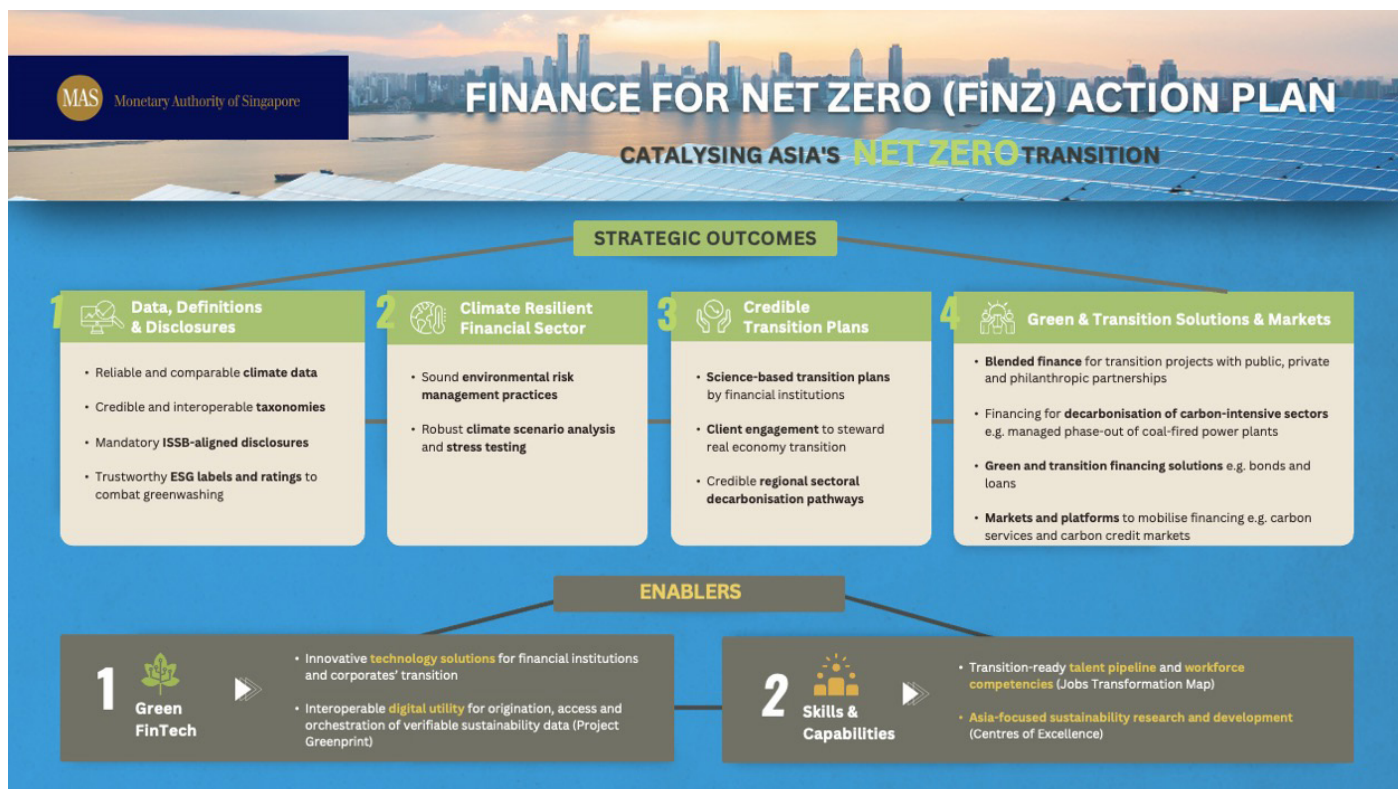 MAS Monetary Authority of Singapore
FINANCE FOR NET ZERO (FiNZ) ACTION PLAN
CATALYSING ASIA'S NET ZERO TRANSITION
STRATEGIC OUTCOMES
1
Data, Definitions
& Disclosures
• Reliable and comparable climate data
• Credible and interoperable taxonomies
• Mandatory ISSB-aligned disclosures
• Trustworthy ESG labels and ratings to
combat greenwashing
2
Climate Resilient
Financial Sector
• Sound environmental risk
management practices
• Robust climate scenario analysis
and stress testing
3
Credible
Transition Plans
• Science-based transition plans
by financial institutions
• Client engagement to steward
real economy transition
• Credible regional sectoral
decarbonisation pathways
4
Green & Transition Solutions & Markets
• Blended finance for transition projects with public, private
and philanthropic partnerships
• Financing for decarbonisation of carbon-intensive sectors
e.g. managed phase-out of coal-fired power plants
• Green and transition financing solutions e.g. bonds and
loans
• Markets and platforms to mobilise financing e.g. carbon
services and carbon credit markets
ENABLERS
1
Green
FinTech
• Innovative technology solutions for financial institutions
and corporates' transition
• Interoperable digital utility for origination, access and
orchestration of verifiable sustainability data (Project
Greenprint)
2
Skills &
Capabilities
• Transition-ready talent pipeline and workforce
competencies (Jobs Transformation Map)
• Asia-focused sustainability research and development
(Centres of Excellence)